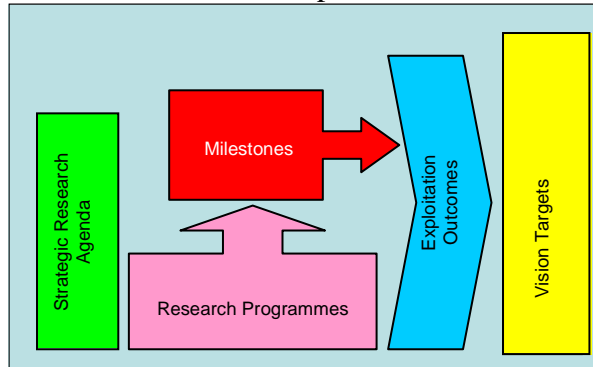 Strategic Research
Agenda
Milestones
Research Programmes
Exploitation
Outcomes
Vision Targets